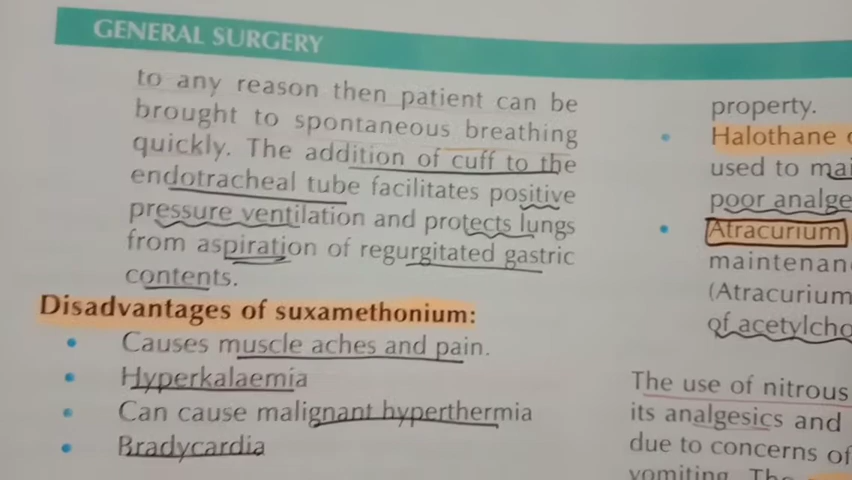 GENERAL SURGERY
to any reason then patient can be
brought to spontaneous breathing
quickly. The addition of cuff to the
endotracheal tube facilitates positive
pressure ventilation and protects lungs
from aspiration of regurgitated gastric
contents.
Disadvantages of suxamethonium:
• Causes muscle aches and pain.
• Hyperkalaemia
• Can cause malignant hyperthermia
• Bradycardia
property.
• Halothane
used to
poor
• Atracurium
(Atracurium
of
The use of nitrous
its analgesics and
due to concerns of
vomiting. The